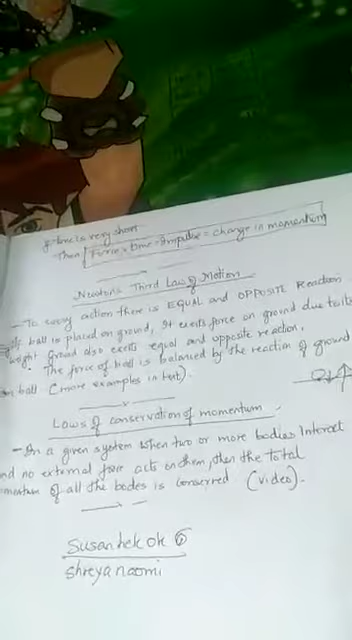 If time is very short
Then Force x time = Impulse = change in momentum
Newtons Third Law of Motion
- To every action there is EQUAL and OPPOSITE Reaction
If ball is placed on ground, It exerts force on ground due to its
weight Ground also exerts equal and opposite reaction.
The force of ball is balanced by the reaction of ground
on ball (more examples in text).
Laws of conservation of momentum
- In a given system when two or more bodies Interact
and no external force acts on them, then the Total
momentum of all the bodes is conserved (video).
Susan
shreya naomi